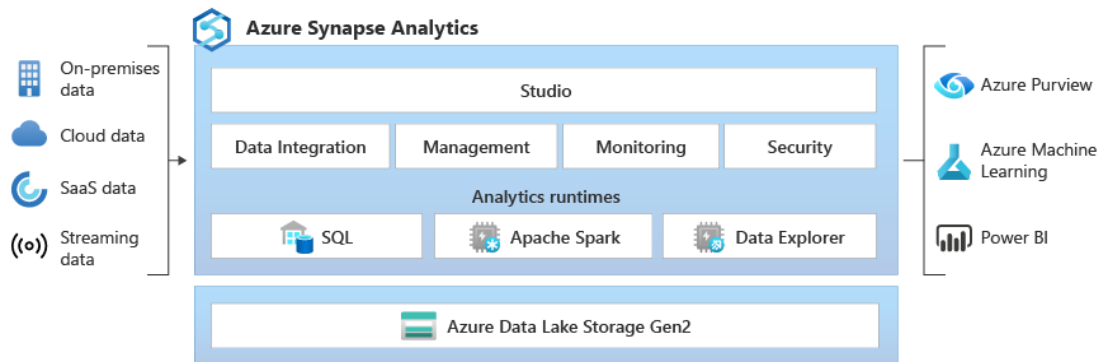 Azure Synapse Analytics
On-premises
data
Cloud data
SaaS data
Streaming
data
Studio
Data Integration
Management
Monitoring
Security
Analytics runtimes
SQL
Apache Spark
Data Explorer
Azure Data Lake Storage Gen2
Azure Purview
Azure Machine
Learning
Power BI